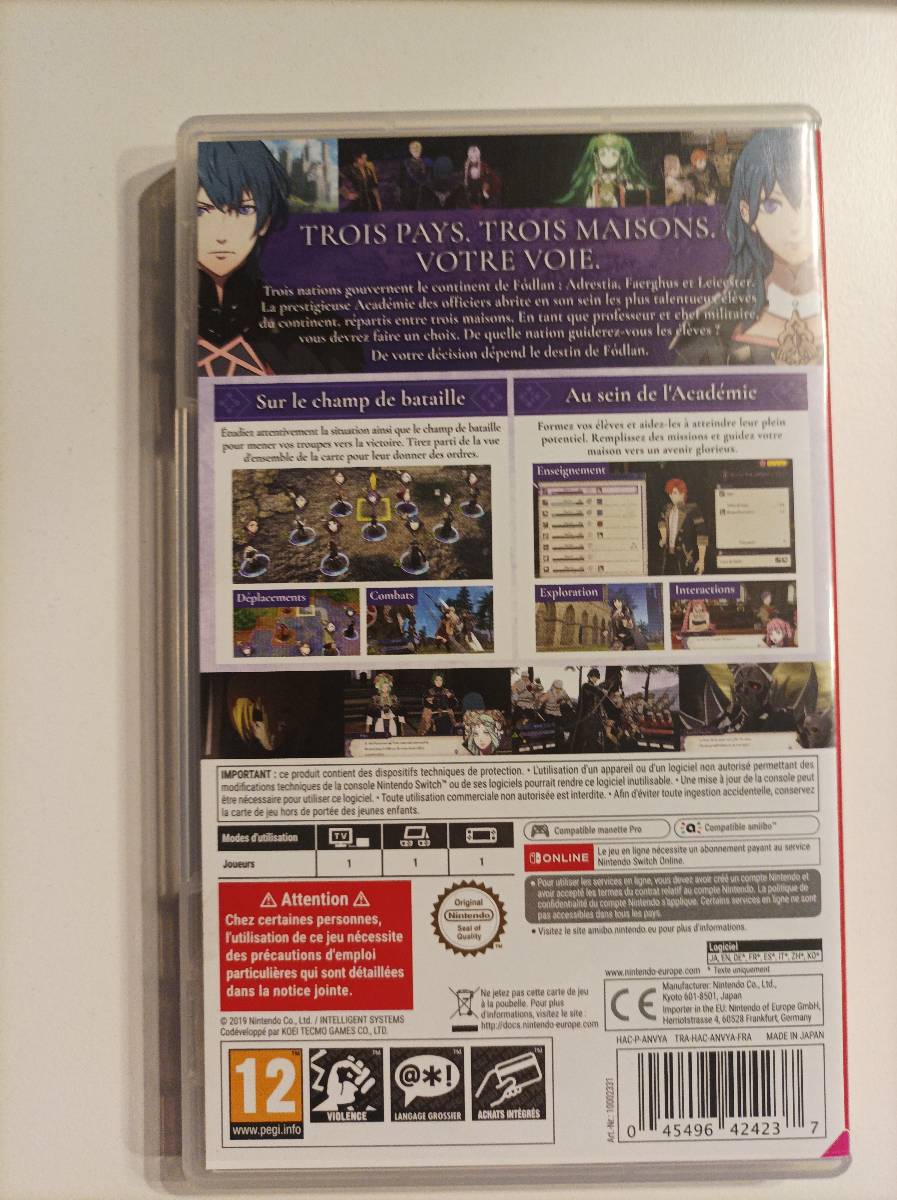 TROIS PAYS. TROIS MAISONS.
VOTRE VOIE.
Trois nations gouvernent le continent de Fódlan : Adrestia, Faerghus et Leicester.
La prestigieuse Académie des officiers abrite en son sein les plus talentueux élèves
du continent, répartis entre trois maisons. En tant que professeur et chef militaire,
vous devrez faire un choix. De quelle nation guiderez-vous les élèves ?
De votre décision dépend le destin de Fódlan.
Sur le champ de bataille
Étudiez attentivement la situation ainsi que le champ de bataille
pour mener vos troupes vers la victoire. Tirez parti de la vue
d'ensemble de la carte pour leur donner des ordres.
Déplacements
Combats
Au sein de l'Académie
Formez vos élèves et aidez-les à atteindre leur plein
potentiel. Remplissez des missions et guidez votre
maison vers un avenir glorieux.
Enseignement
Exploration
Interactions
IMPORTANT : ce produit contient des dispositifs techniques de protection. • L'utilisation d'un appareil ou d'un logiciel non autorisé permettant des
modifications techniques de la console Nintendo Switch™ ou de ses logiciels pourrait rendre ce logiciel inutilisable. • Une mise à jour de la console peut
être nécessaire pour utiliser ce logiciel. • Toute utilisation commerciale non autorisée est interdite. • Afin d'éviter toute ingestion accidentelle, conservez
la carte de jeu hors de portée des jeunes enfants.
Modes d'utilisation
TV
Joueurs
1
1
1
Compatible manette Pro
Compatible amiibo™
ONLINE
Le jeu en ligne nécessite un abonnement payant au service
Nintendo Switch Online.
• Pour utiliser les services en ligne, vous devez avoir créé un compte Nintendo et
avoir accepté les termes du contrat relatif au compte Nintendo. La politique de
confidentialité du compte Nintendo s'applique. Certains services en ligne ne sont
pas accessibles dans tous les pays.
• Visitez le site amiibo.nintendo.eu pour plus d'informations.
Attention
Chez certaines personnes,
l'utilisation de ce jeu nécessite
des précautions d'emploi
particulières qui sont détaillées
dans la notice jointe.
Original
Nintendo
Seal of
Quality
TM
Logiciel
JA, EN, DE*, FR*, ES*, IT*, ZH*, KO*
www.nintendo-europe.com * Texte uniquement
Ne jetez pas cette carte de jeu
à la poubelle. Pour plus
d'informations, visitez le site :
http://docs.nintendo-europe.com
CE
Manufacturer: Nintendo Co., Ltd.,
Kyoto 601-8501, Japan
Importer in the EU: Nintendo of Europe GmbH,
Herriotstrasse 4, 60528 Frankfurt, Germany
© 2019 Nintendo Co., Ltd. / INTELLIGENT SYSTEMS
Codéveloppé par KOEI TECMO GAMES CO., LTD.
HAC-P-ANVYA TRA-HAC-ANVYA-FRA MADE IN JAPAN
12
www.pegi.info
VIOLENCE
@*!
LANGAGE GROSSIER
ACHATS INTÉGRÉS
Art.-Nr.: 10002331
0 45496 42423 7